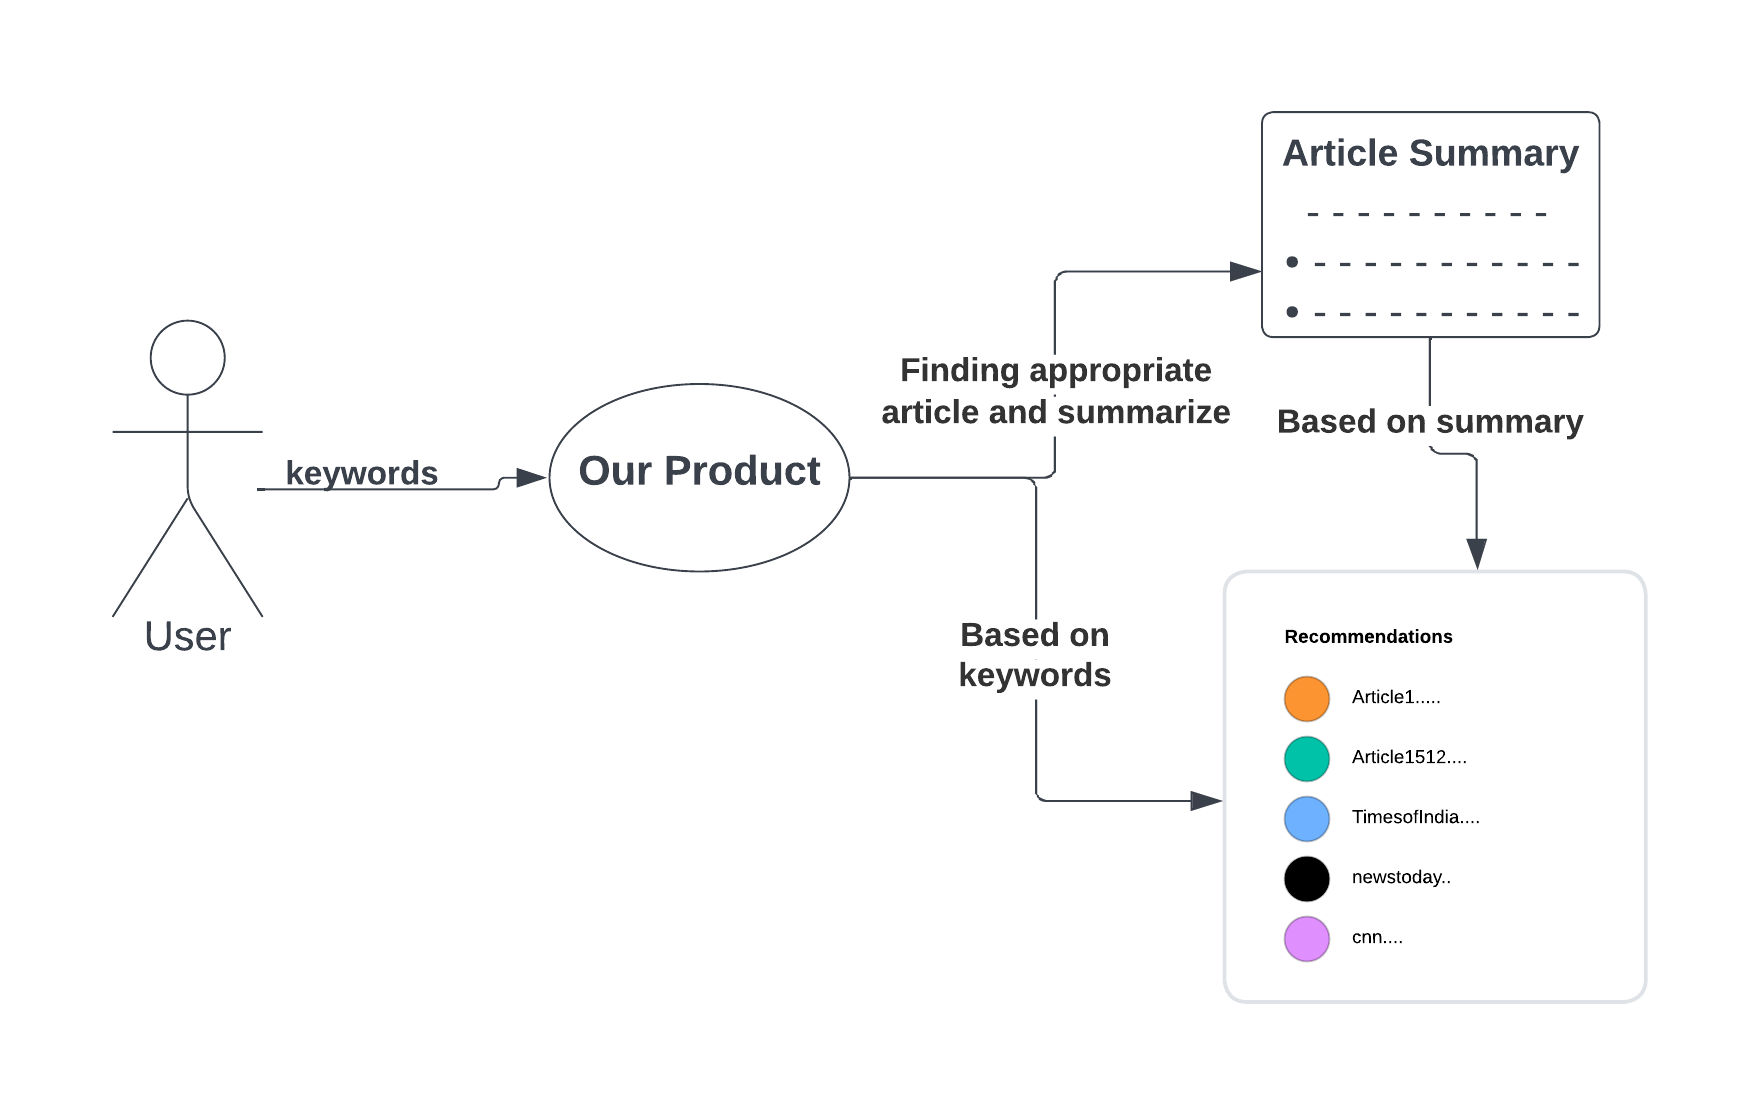 Article Summary
- - - - - - - - - -
• - - - - - - - - - - -
• - - - - - - - - - - -
Finding appropriate
article and summarize
Based on summary
keywords
Our Product
User
Based on
keywords
Recommendations
Article1.....
Article1512....
TimesofIndia....
newstoday..
cnn....